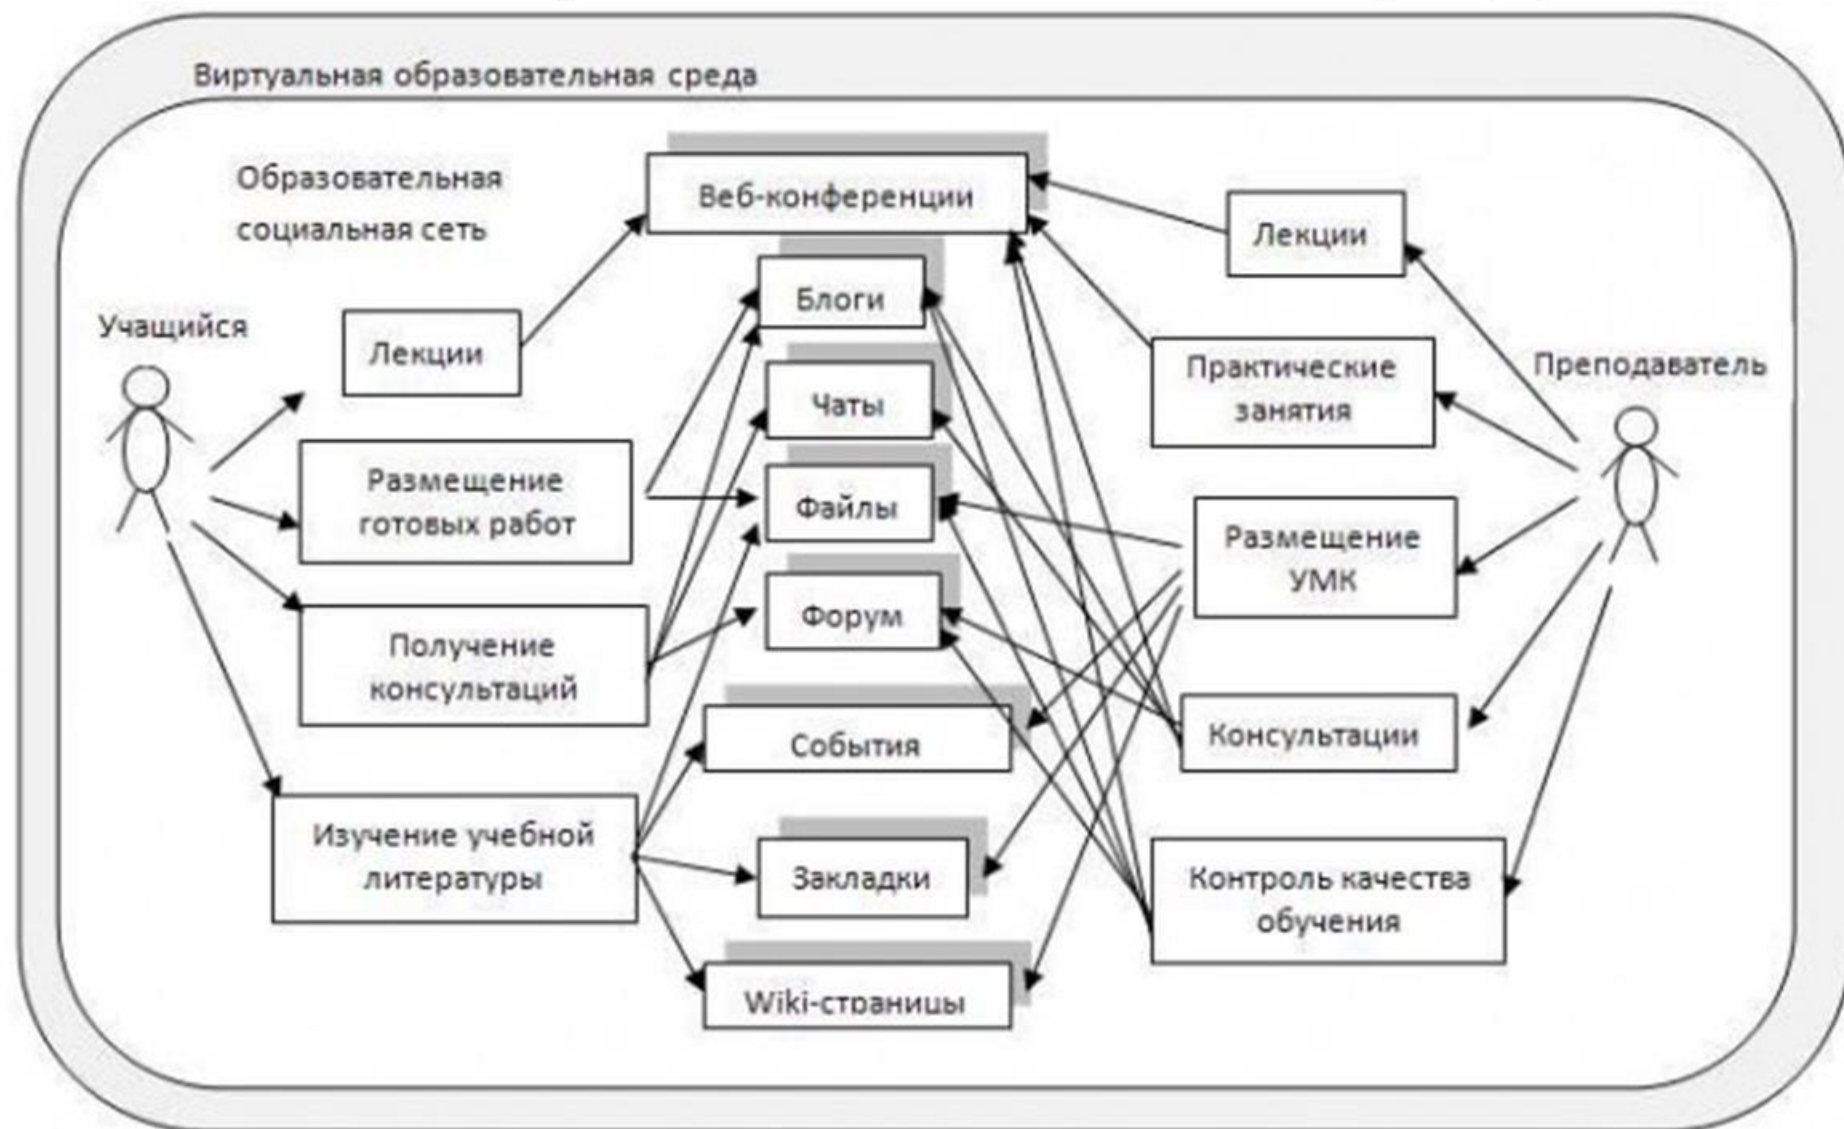 Виртуальная образовательная среда
Образовательная
социальная сеть
Веб-конференции
Лекции
Блоги
Учащийся
Лекции
Преподаватель
Практические
занятия
Чаты
Размещение
готовых работ
Файлы
Размещение
УМК
Форум
Получение
консультаций
События
Консультации
Изучение учебной
литературы
Закладки
Контроль качества
обучения
Wiki-страницы